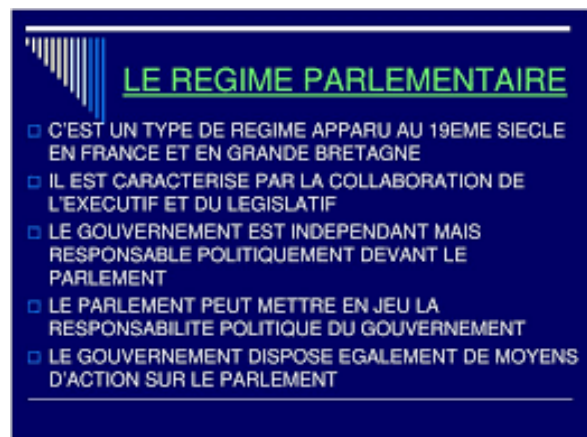 LE REGIME PARLEMENTAIRE
C'EST UN TYPE DE REGIME APPARU AU 19EME SIECLE
EN FRANCE ET EN GRANDE BRETAGNE
IL EST CARACTERISE PAR LA COLLABORATION DE
L'EXECUTIF ET DU LEGISLATIF
LE GOUVERNEMENT EST INDEPENDANT MAIS
RESPONSABLE POLITIQUEMENT DEVANT LE
PARLEMENT
LE PARLEMENT PEUT METTRE EN JEU LA
RESPONSABILITE POLITIQUE DU GOUVERNEMENT
LE GOUVERNEMENT DISPOSE EGALEMENT DE MOYENS
D'ACTION SUR LE PARLEMENT